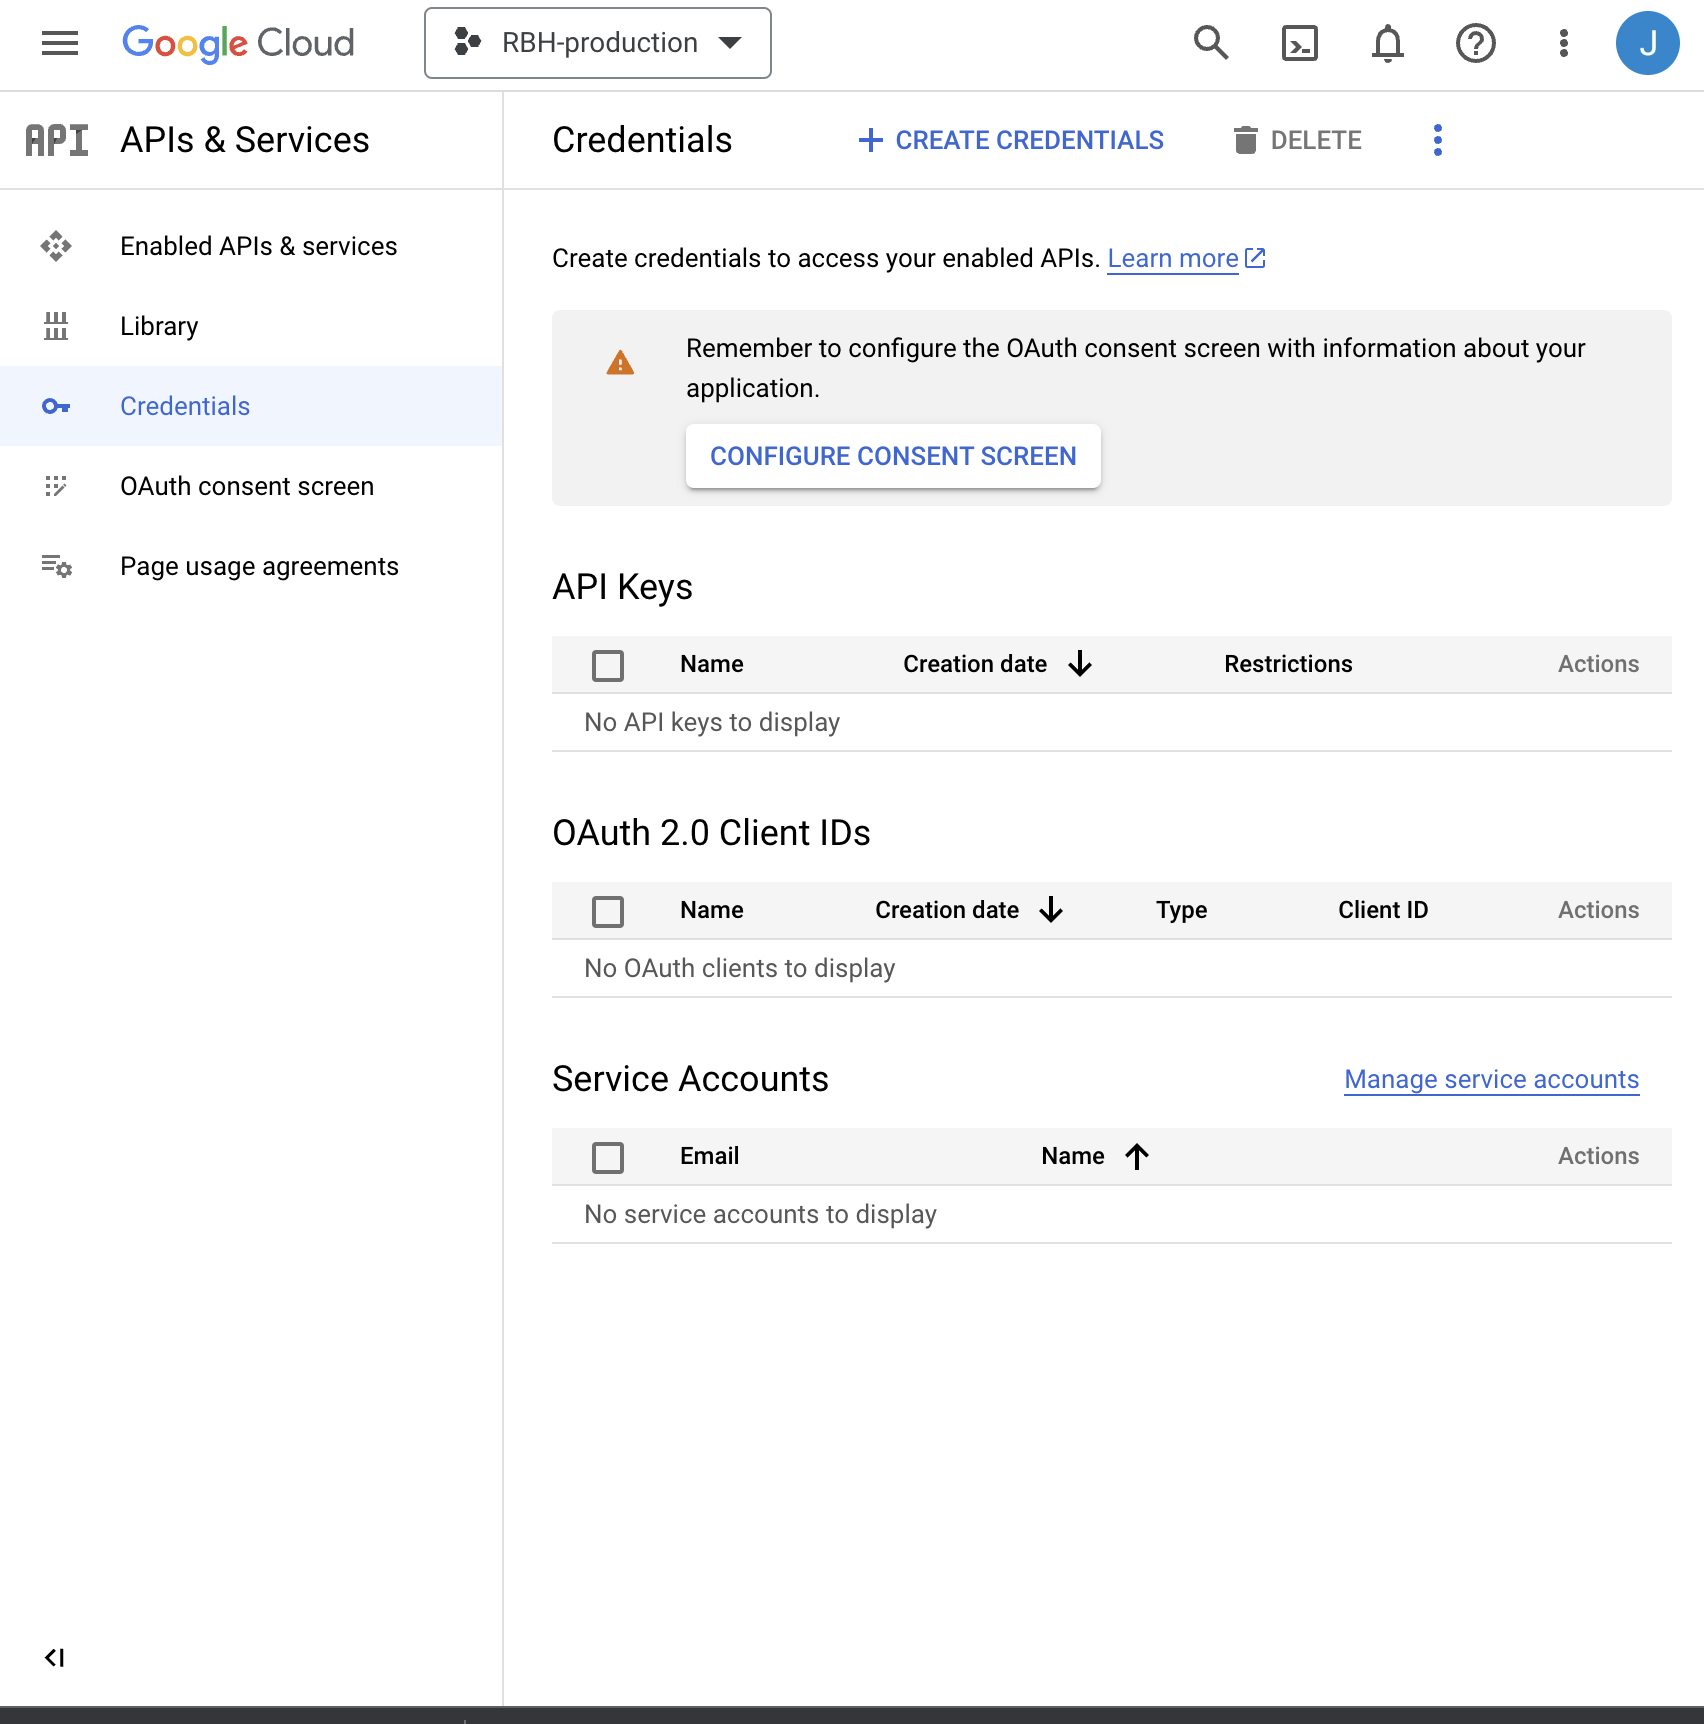 Google Cloud
RBH-production
J
API
APIs & Services
Credentials
CREATE CREDENTIALS
DELETE
Enabled APIs & services
Library
Credentials
OAuth consent screen
Page usage agreements
Create credentials to access your enabled APIs. Learn more
Remember to configure the OAuth consent screen with information about your
application.
CONFIGURE CONSENT SCREEN
API Keys
Name Creation date Restrictions Actions
No API keys to display
OAuth 2.0 Client IDs
Name Creation date Type Client ID Actions
No OAuth clients to display
Service Accounts
Manage service accounts
Email Name Actions
No service accounts to display